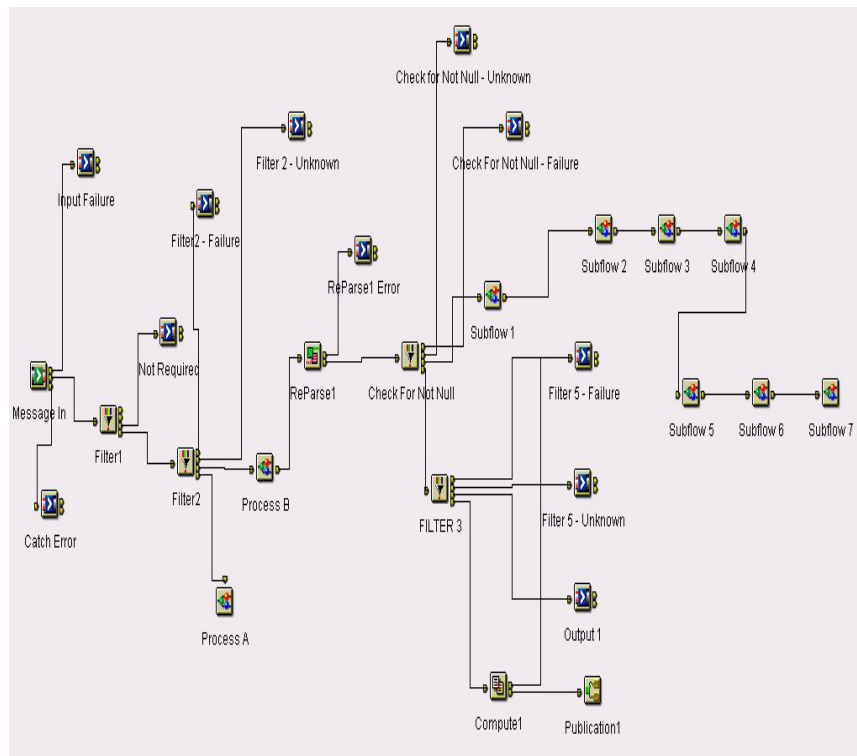 Check for Not Null - Unknown
Filter 2 - Unknown
Check For Not Null - Failure
Input Failure
Filter2 - Failure
Subflow 2
Subflow 3
Subflow 4
ReParse1 Error
Subflow 1
Not Required
ReParse1
Check For Not Null
Filter 5 - Failure
Message In
Subflow 5
Subflow 6
Subflow 7
Filter1
Filter2
Process B
FILTER 3
Filter 5 - Unknown
Catch Error
Process A
Output 1
Compute1
Publication1